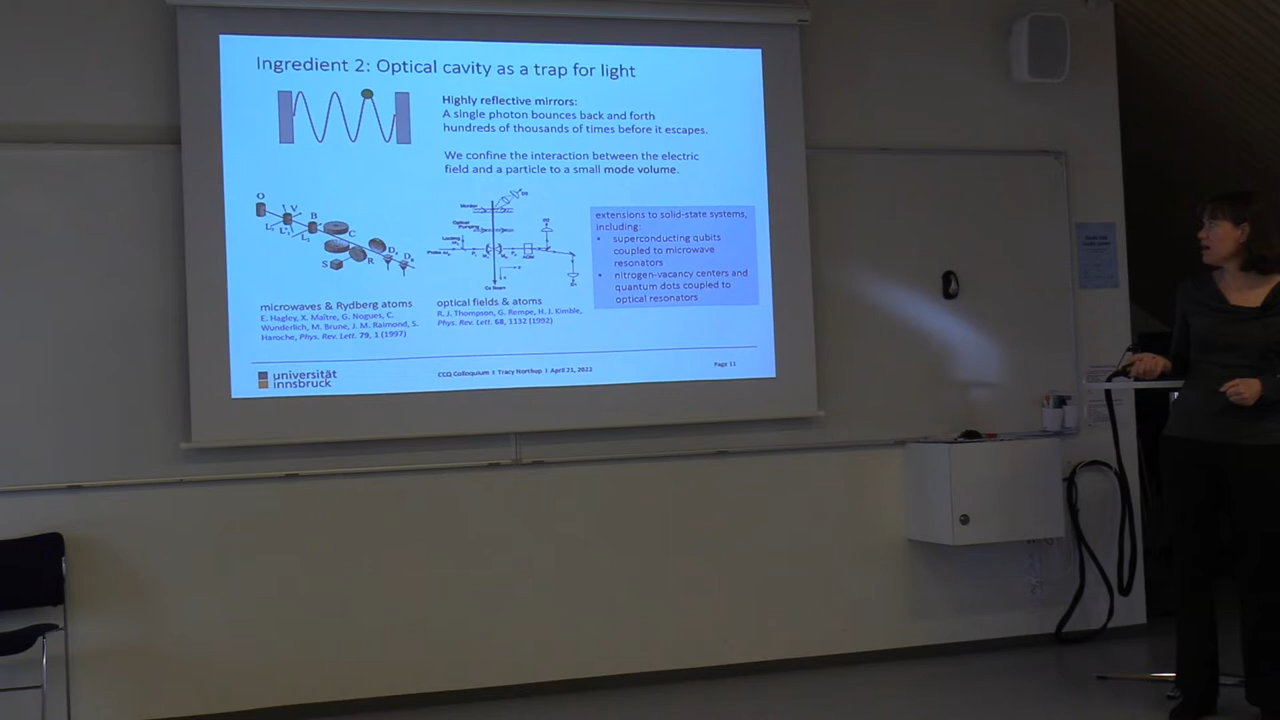 Ingredient 2: Optical cavity as a trap for light
Highly reflective mirrors:
A single photon bounces back and forth
hundreds of thousands of times before it escapes.
We confine the interaction between the electric
field and a particle to a small mode volume.
O
V
B
C
S
R
microwaves & Rydberg atoms
E. Hagley, X. Maître, G. Nogues, C.
Wunderlich, M. Brune, J. M. Raimond, S.
Haroche, Phys. Rev. Lett. 79, 1 (1997)
optical fields & atoms
R. J. Thompson, G. Rempe, H. J. Kimble,
Phys. Rev. Lett. 68, 1132 (1992)
extensions to solid-state systems,
including:
• superconducting qubits
coupled to microwave
resonators
• nitrogen-vacancy centers and
quantum dots coupled to
optical resonators
universität
innsbruck
CCQ Colloquium I Tracy Northup I April 21, 2022
Page 11